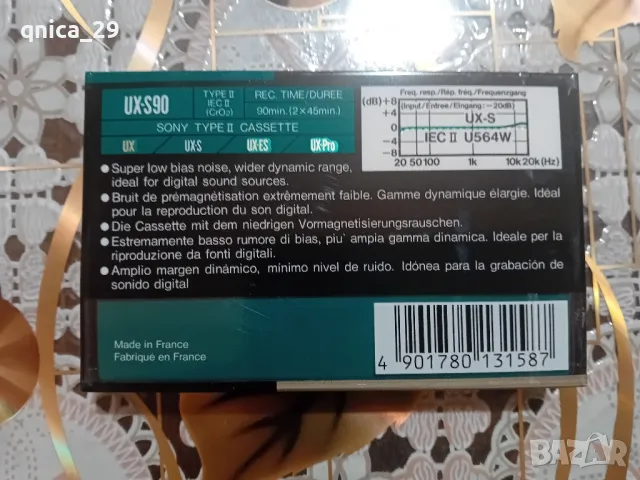 qnica_29
UX-S90
TYPE II
IEC II
(CrO₂)
REC. TIME/DUREE
90min. (2×45min.)
SONY TYPE II CASSETTE
UX UX-S UX-ES UX-Pro
Freq. resp./Rép. fréq./Frequenzgang
(dB)+8
+4
0
-4
-8
(Input/Entree/Eingang: -20dB)
UX-S
IEC II U564W
20 50 100 1k 10k 20k (Hz)
● Super low bias noise, wider dynamic range,
ideal for digital sound sources.
● Bruit de prémagnétisation extrêmement faible. Gamme dynamique élargie. Idéal
pour la reproduction du son digital.
● Die Cassette mit dem niedrigen Vormagnetisierungsrauschen.
● Estremamente basso rumore di bias, piu' ampia gamma dinamica. Ideale per la
riproduzione da fonti digitali.
● Amplio margen dinámico, mínimo nivel de ruido. Idónea para la grabación de
sonido digital
Made in France
Fabriqué en France
4 901780 131587
BAZAR